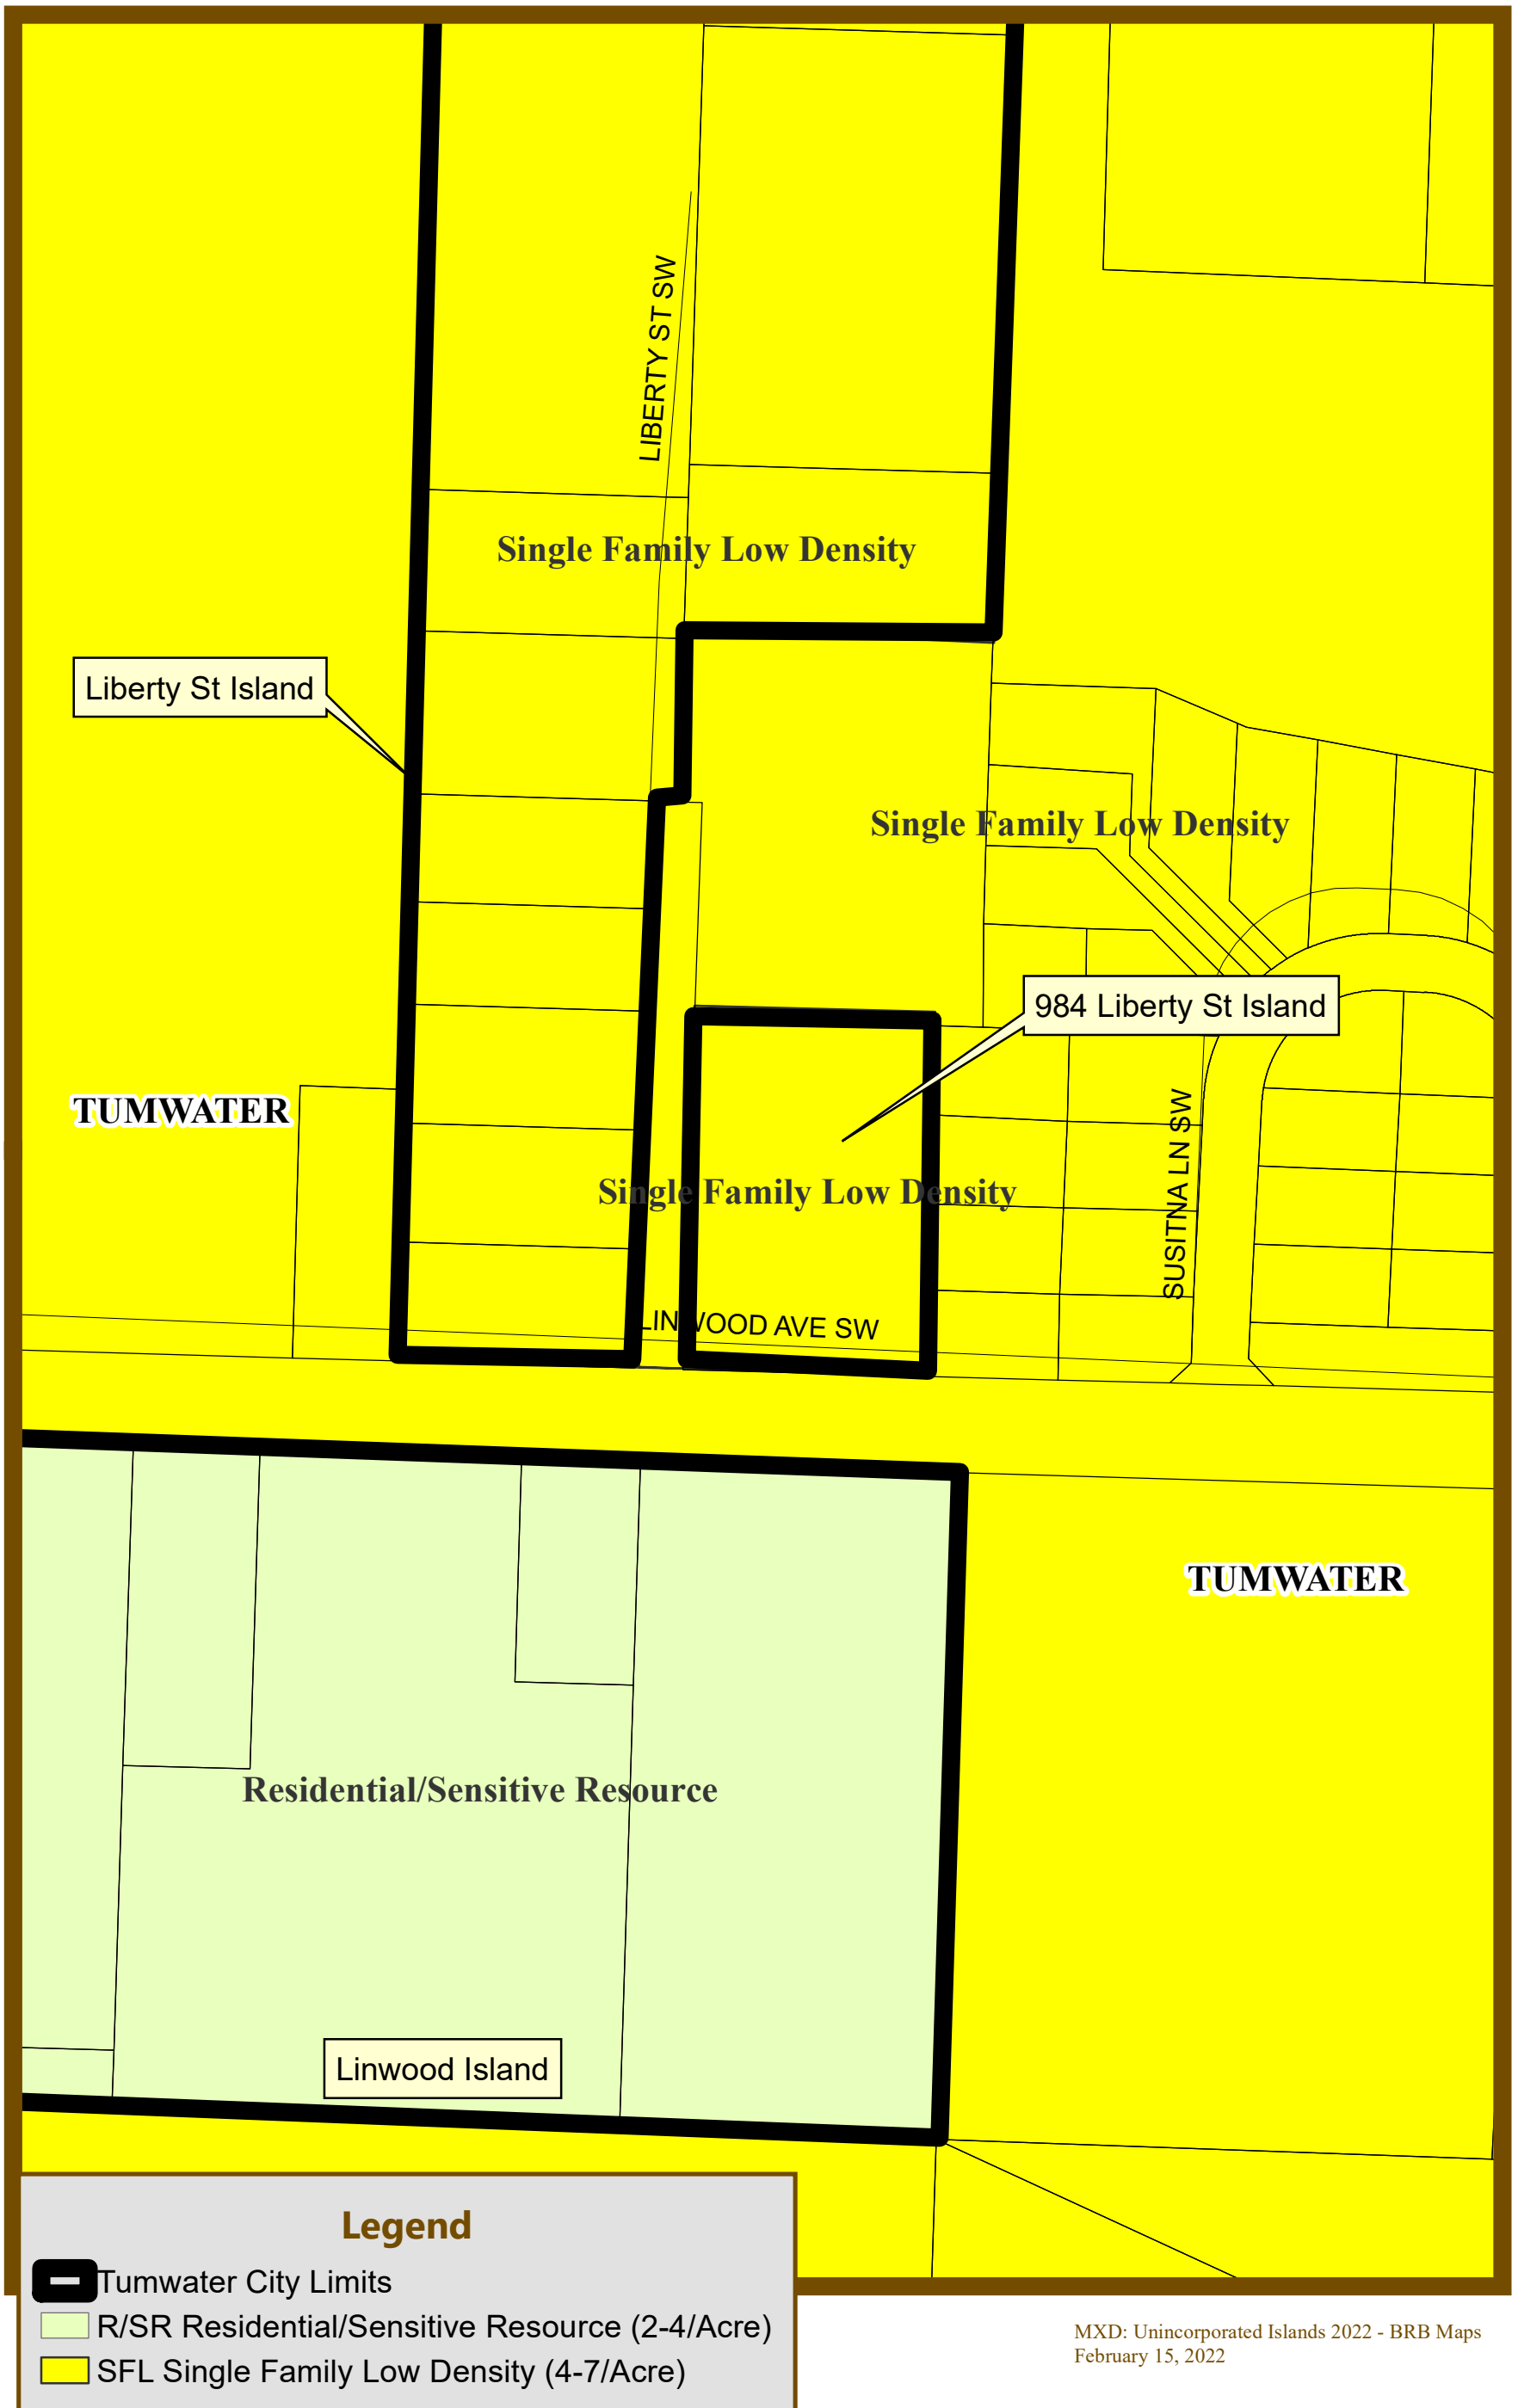 LIBERTY ST SW
Single Family Low Density
Liberty St Island
Single Family Low Density
984 Liberty St Island
TUMWATER
SUSITNA LN SW
Single Family Low Density
LINWOOD AVE SW
TUMWATER
Residential/Sensitive Resource
Linwood Island
Legend
Tumwater City Limits
R/SR Residential/Sensitive Resource (2-4/Acre)
SFL Single Family Low Density (4-7/Acre)
MXD: Unincorporated Islands 2022 - BRB Maps
February 15, 2022